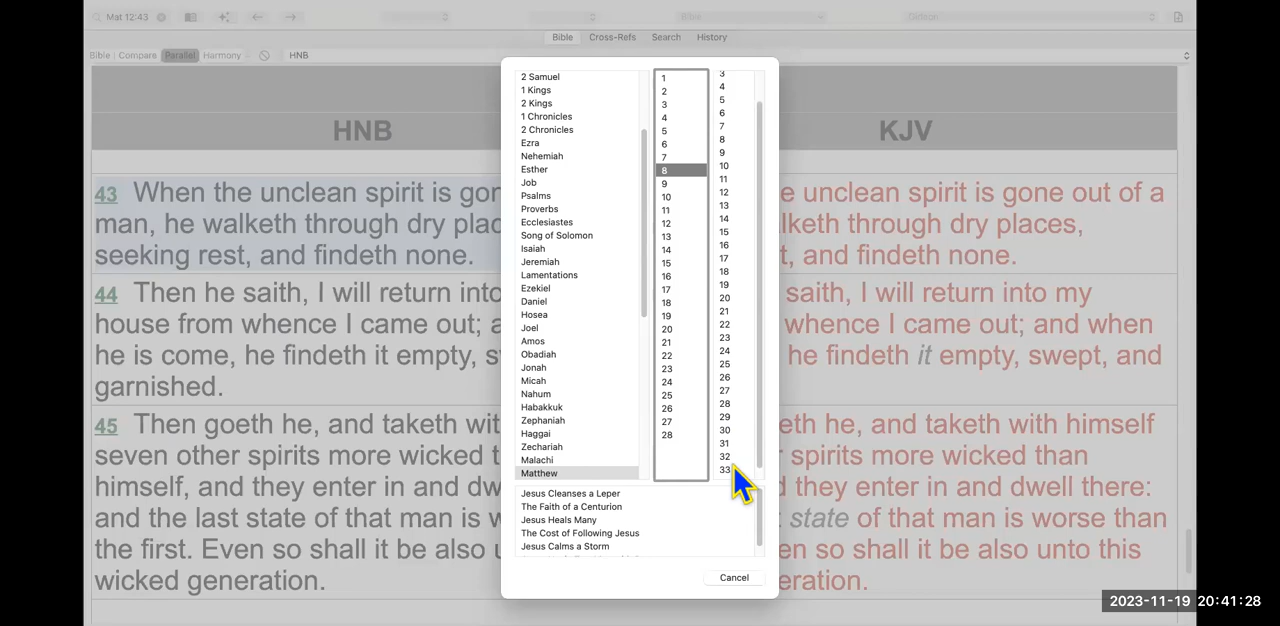 Mat 12:43
Bible
Bible Cross-Refs Search History
Bible Compare Parallel Harmony HNB
HNB KJV
43 When the unclean spirit is gon
man, he walketh through dry plac
seeking rest, and findeth none.
44 Then he saith, I will return into
house from whence I came out; a
he is come, he findeth it empty, s
garnished.
45 Then goeth he, and taketh wit
seven other spirits more wicked t
himself, and they enter in and dw
and the last state of that man is w
the first. Even so shall it be also u
wicked generation.
2 Samuel
1 Kings
2 Kings
1 Chronicles
2 Chronicles
Ezra
Nehemiah
Esther
Job
Psalms
Proverbs
Ecclesiastes
Song of Solomon
Isaiah
Jeremiah
Lamentations
Ezekiel
Daniel
Hosea
Joel
Amos
Obadiah
Jonah
Micah
Nahum
Habakkuk
Zephaniah
Haggai
Zechariah
Malachi
Matthew
1
2
3
4
5
6
7
8
9
10
11
12
13
14
15
16
17
18
19
20
21
22
23
24
25
26
27
28
3
4
5
6
7
8
9
10
11
12
13
14
15
16
17
18
19
20
21
22
23
24
25
26
27
28
29
30
31
32
33
Jesus Cleanses a Leper
The Faith of a Centurion
Jesus Heals Many
The Cost of Following Jesus
Jesus Calms a Storm
Cancel
e unclean spirit is gone out of a
lketh through dry places,
t, and findeth none.
saith, I will return into my
whence I came out; and when
he findeth it empty, swept, and
eth he, and taketh with himself
r spirits more wicked than
d they enter in and dwell there:
state of that man is worse than
en so shall it be also unto this
eration.
2023-11-19 20:41:28